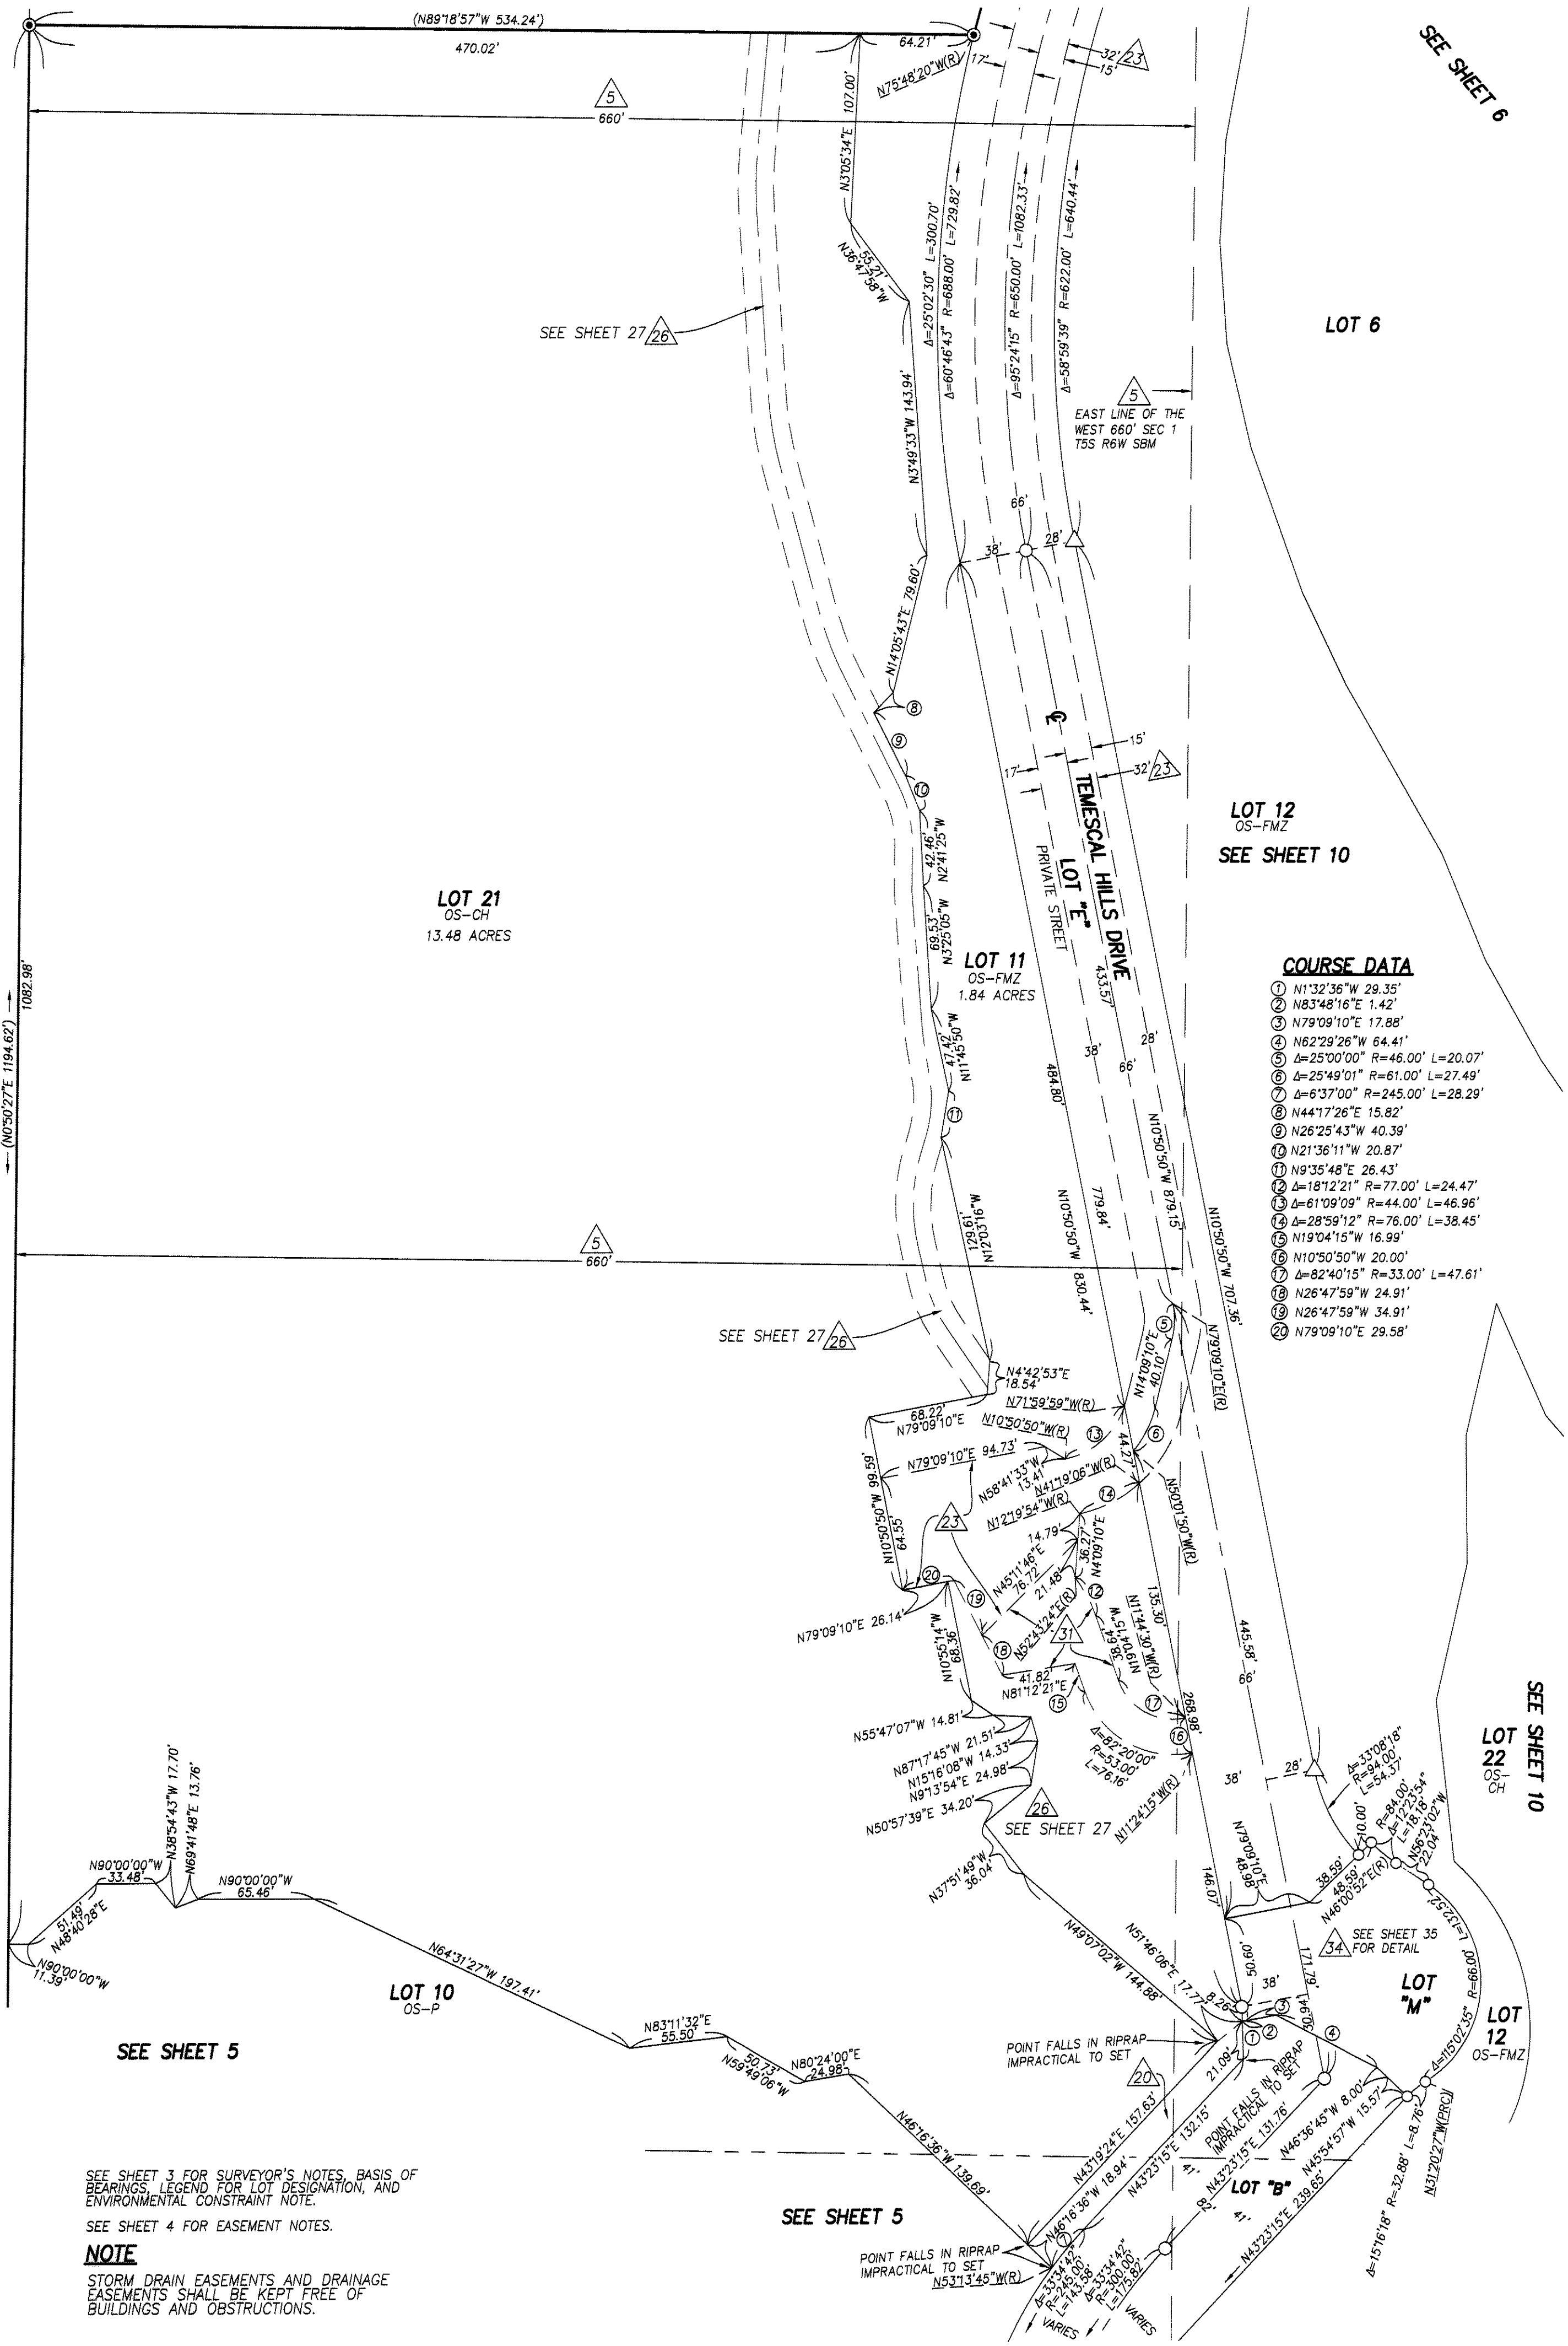 (N89°18'57"W 534.24')
470.02'
64.21'
N75°48'20"W(R)
17'
32' 23
15'
SEE SHEET 6
5
660'
N3°05'34"E 107.00'
55.21'
N36°47'58"W
Δ=25°02'30" L=300.70'
Δ=60°46'43" R=688.00' L=729.82'
Δ=95°24'15" R=650.00' L=1082.33'
Δ=58°59'39" R=622.00' L=640.44'
SEE SHEET 27 26
LOT 6
5
EAST LINE OF THE
WEST 660' SEC 1
T5S R6W SBM
N3°49'33"W 143.94'
66'
38'
28'
N14°05'43"E 79.60'
8
9
10
℄
15'
17'
32' 23
TEMESCAL HILLS DRIVE
LOT "E"
PRIVATE STREET
433.57'
LOT 12
OS-FMZ
SEE SHEET 10
42.46'
N2°41'25"W
69.53'
N3°25'05"W
LOT 21
OS-CH
13.48 ACRES
LOT 11
OS-FMZ
1.84 ACRES
1082.98'
(N0°50'27"E 1194.62')
47.42'
N11°45'50"W
11
484.80'
38'
66'
28'
COURSE DATA
1 N1°32'36"W 29.35'
2 N83°48'16"E 1.42'
3 N79°09'10"E 17.88'
4 N62°29'26"W 64.41'
5 Δ=25°00'00" R=46.00' L=20.07'
6 Δ=25°49'01" R=61.00' L=27.49'
7 Δ=6°37'00" R=245.00' L=28.29'
8 N44°17'26"E 15.82'
9 N26°25'43"W 40.39'
10 N21°36'11"W 20.87'
11 N9°35'48"E 26.43'
12 Δ=18°12'21" R=77.00' L=24.47'
13 Δ=61°09'09" R=44.00' L=46.96'
14 Δ=28°59'12" R=76.00' L=38.45'
15 N19°04'15"W 16.99'
16 N10°50'50"W 20.00'
17 Δ=82°40'15" R=33.00' L=47.61'
18 N26°47'59"W 24.91'
19 N26°47'59"W 34.91'
20 N79°09'10"E 29.58'
N10°50'50"W 879.15'
779.84'
N10°50'50"W 830.44'
N10°50'50"W 707.36'
129.61'
N12°03'16"W
5
660'
SEE SHEET 27 26
N4°42'53"E
18.54'
5
N14°09'10"E
40.10'
N79°09'10"E(R)
N71°59'59"W(R)
68.22'
N79°09'10"E
N10°50'50"W(R)
13
6
44.27'
N79°09'10"E 94.73'
N58°41'33"W
13.41'
N41°19'06"W(R)
14
N12°19'54"W(R)
N50°01'50"W(R)
N10°50'50"W 99.59'
64.55'
23
14.79'
N45°11'46"E
76.72'
21.48'
36.27'
N4°09'10"E
12
20
19
N79°09'10"E 26.14'
N52°43'24"E(R)
31
18
N19°04'15"W
38.64'
N11°44'30"W(R)
135.30'
N10°55'14"W
68.36'
41.82'
N81°12'21"E
15
17
16
268.98'
445.58'
66'
N55°47'07"W 14.81'
N87°17'45"W 21.51'
N15°16'08"W 14.33'
N9°13'54"E 24.98'
N50°57'39"E 34.20'
Δ=82°20'00"
R=53.00'
L=76.16'
26
SEE SHEET 27
N11°24'15"W(R)
38'
28'
Δ=33°08'18"
R=94.00'
L=54.37'
R=84.00'
Δ=12°23'54"
L=18.18'
N56°23'02"W
22.04'
10.00'
LOT
22
OS-
CH
SEE SHEET 10
N79°09'10"E
48.98'
38.59'
48.59'
N46°00'52"E(R)
146.07'
N37°51'49"W
36.04'
N49°07'02"W 144.88'
N51°46'06"E 17.77'
8.26'
50.60'
38'
171.79'
30.94'
34
SEE SHEET 35
FOR DETAIL
LOT
"M"
Δ=115°02'35" R=66.00' L=132.52'
LOT
12
OS-FMZ
N38°54'43"W 17.70'
N69°41'48"E 13.76'
N90°00'00"W
33.48'
N90°00'00"W
65.46'
51.49'
N48°40'28"E
N90°00'00"W
11.39'
N64°31'27"W 197.41'
LOT 10
OS-P
SEE SHEET 5
N83°11'32"E
55.50'
50.73'
N59°49'06"W
N80°24'00"E
24.98'
N46°16'36"W 139.69'
POINT FALLS IN RIPRAP
IMPRACTICAL TO SET
1
2
3
4
21.09'
20
POINT FALLS IN RIPRAP
IMPRACTICAL TO SET
N43°19'24"E 157.63'
N43°23'15"E 132.15'
N43°23'15"E 131.76'
N46°36'45"W 8.00'
N45°54'57"W 15.57'
N46°16'36"W 18.94'
41'
82'
41'
LOT "B"
N43°23'15"E 239.65'
Δ=15°16'18" R=32.88' L=8.76'
N31°20'27"W(PRC)
SEE SHEET 5
POINT FALLS IN RIPRAP
IMPRACTICAL TO SET
N53°13'45"W(R)
7
Δ=33°34'42"
R=245.00'
L=143.58'
Δ=33°34'42"
R=300.00'
L=175.82'
VARIES
VARIES
SEE SHEET 3 FOR SURVEYOR'S NOTES, BASIS OF
BEARINGS, LEGEND FOR LOT DESIGNATION, AND
ENVIRONMENTAL CONSTRAINT NOTE.
SEE SHEET 4 FOR EASEMENT NOTES.
NOTE
STORM DRAIN EASEMENTS AND DRAINAGE
EASEMENTS SHALL BE KEPT FREE OF
BUILDINGS AND OBSTRUCTIONS.